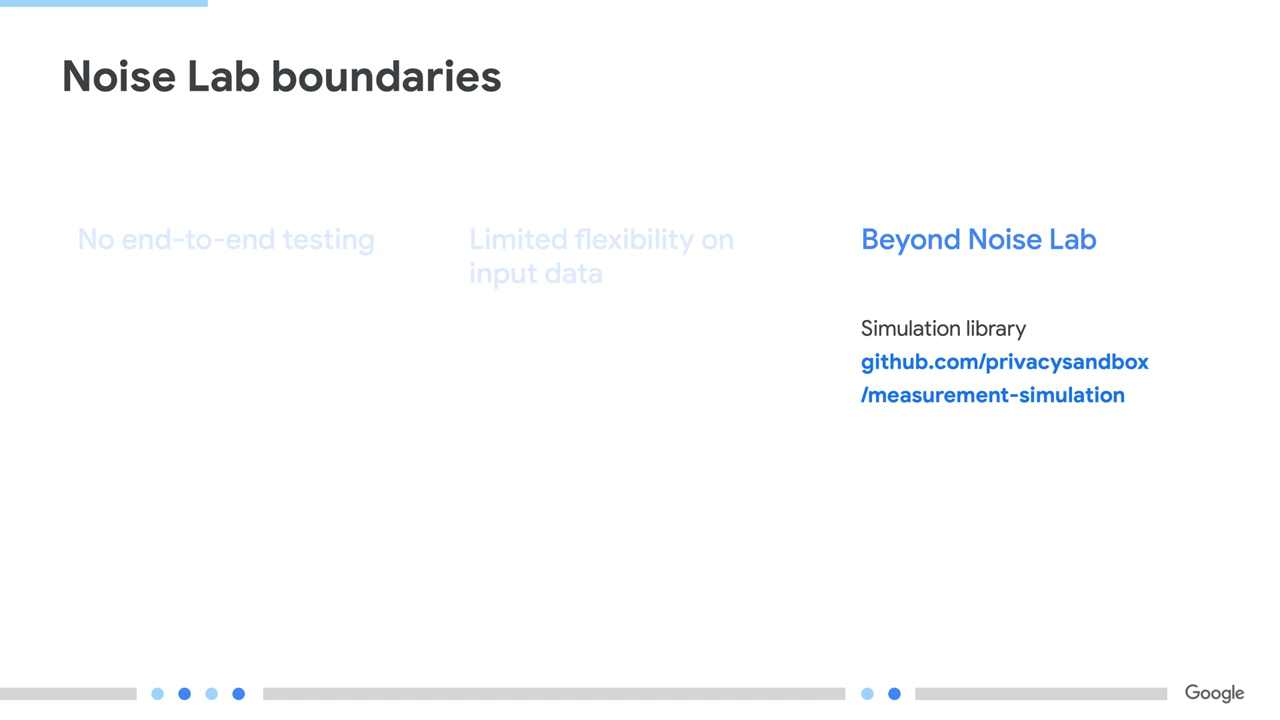 Noise Lab boundaries
No end-to-end testing
Limited flexibility on
input data
Beyond Noise Lab
Simulation library
github.com/privacysandbox
/measurement-simulation
Google